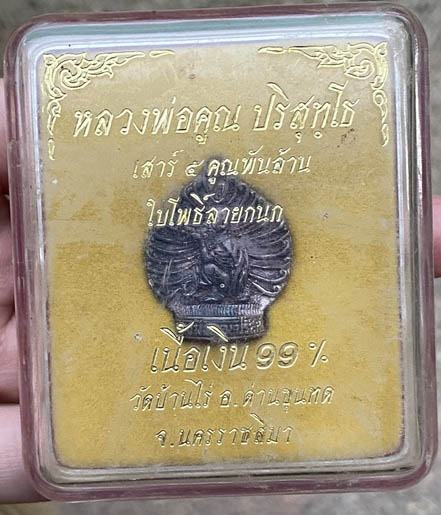 หลวงพ่อคูณ ปริสุทฺโธ
เสาร์ ๕ คูณพันล้าน
ใบโพธิ์ลายกนก
เนื้อเงิน 99 %
วัดบ้านไร่ อ.ด่านขุนทด
จ.นครราชสีมา